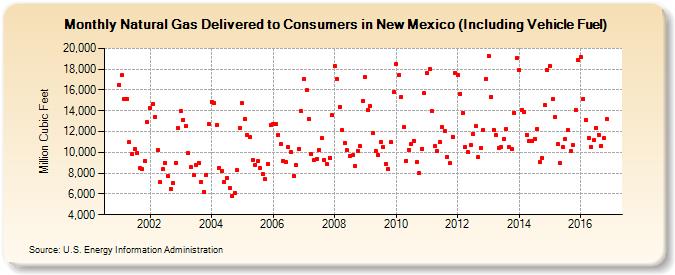 Monthly Natural Gas Delivered to Consumers in New Mexico (Including Vehicle Fuel)
Million Cubic Feet
20,000
18,000
16,000
14,000
12,000
10,000
8,000
6,000
4,000
2002 2004 2006 2008 2010 2012 2014 2016
Source: U.S. Energy Information Administration